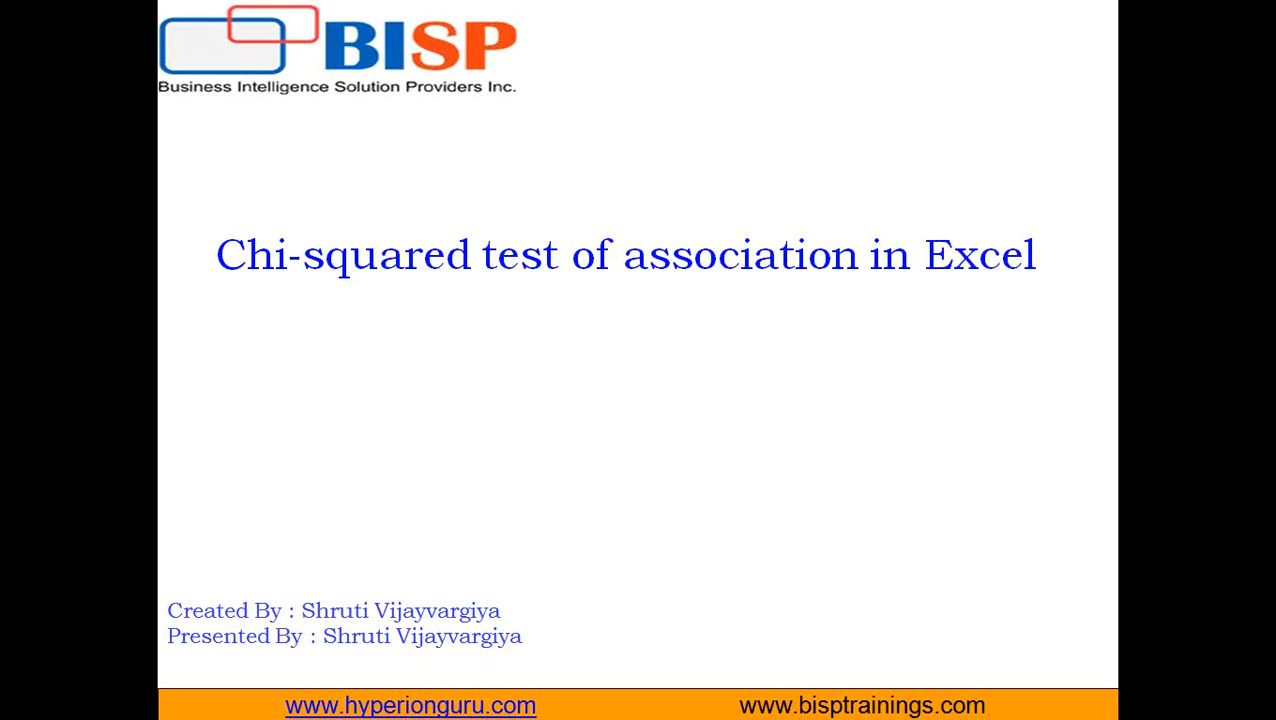 BISP
Business Intelligence Solution Providers Inc.
Chi-squared test of association in Excel
Created By : Shruti Vijayvargiya
Presented By : Shruti Vijayvargiya
www.hyperionguru.com www.bisptrainings.com